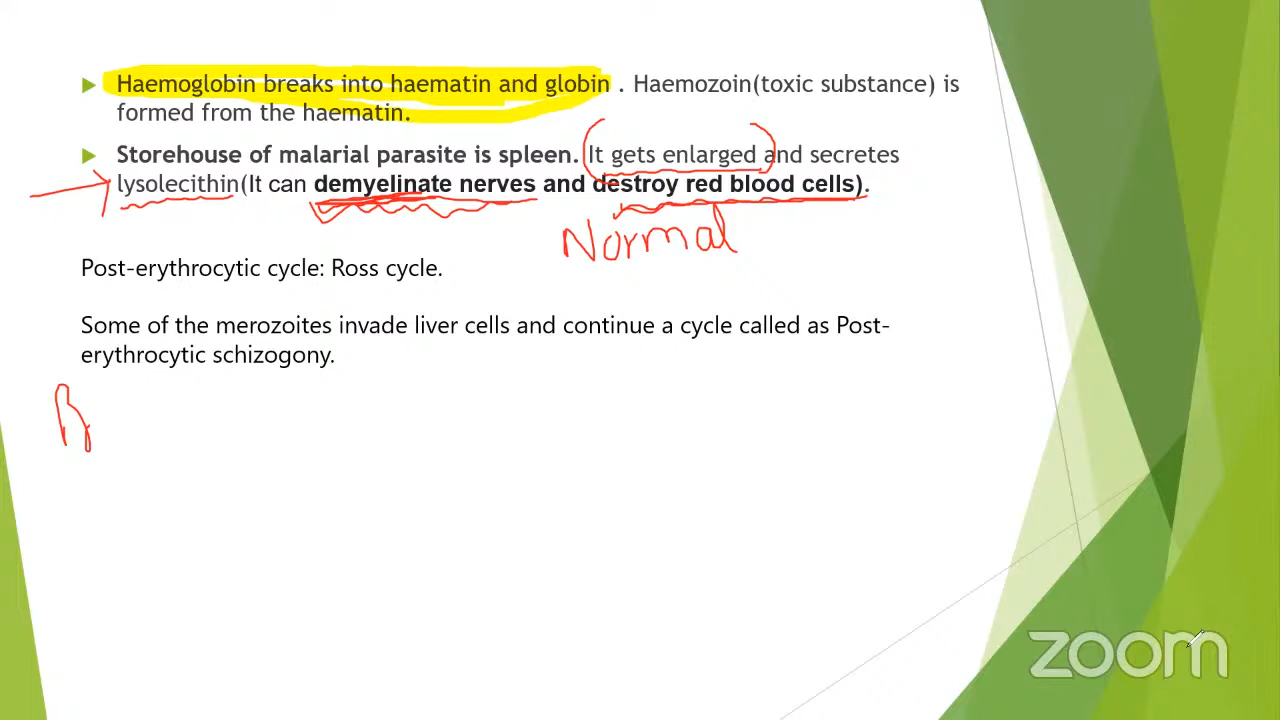 Haemoglobin breaks into haematin and globin . Haemozoin(toxic substance) is
formed from the haematin.
Storehouse of malarial parasite is spleen. It gets enlarged and secretes
lysolecithin(It can demyelinate nerves and destroy red blood cells).
Normal
Post-erythrocytic cycle: Ross cycle.
Some of the merozoites invade liver cells and continue a cycle called as Post-
erythrocytic schizogony.
zoom